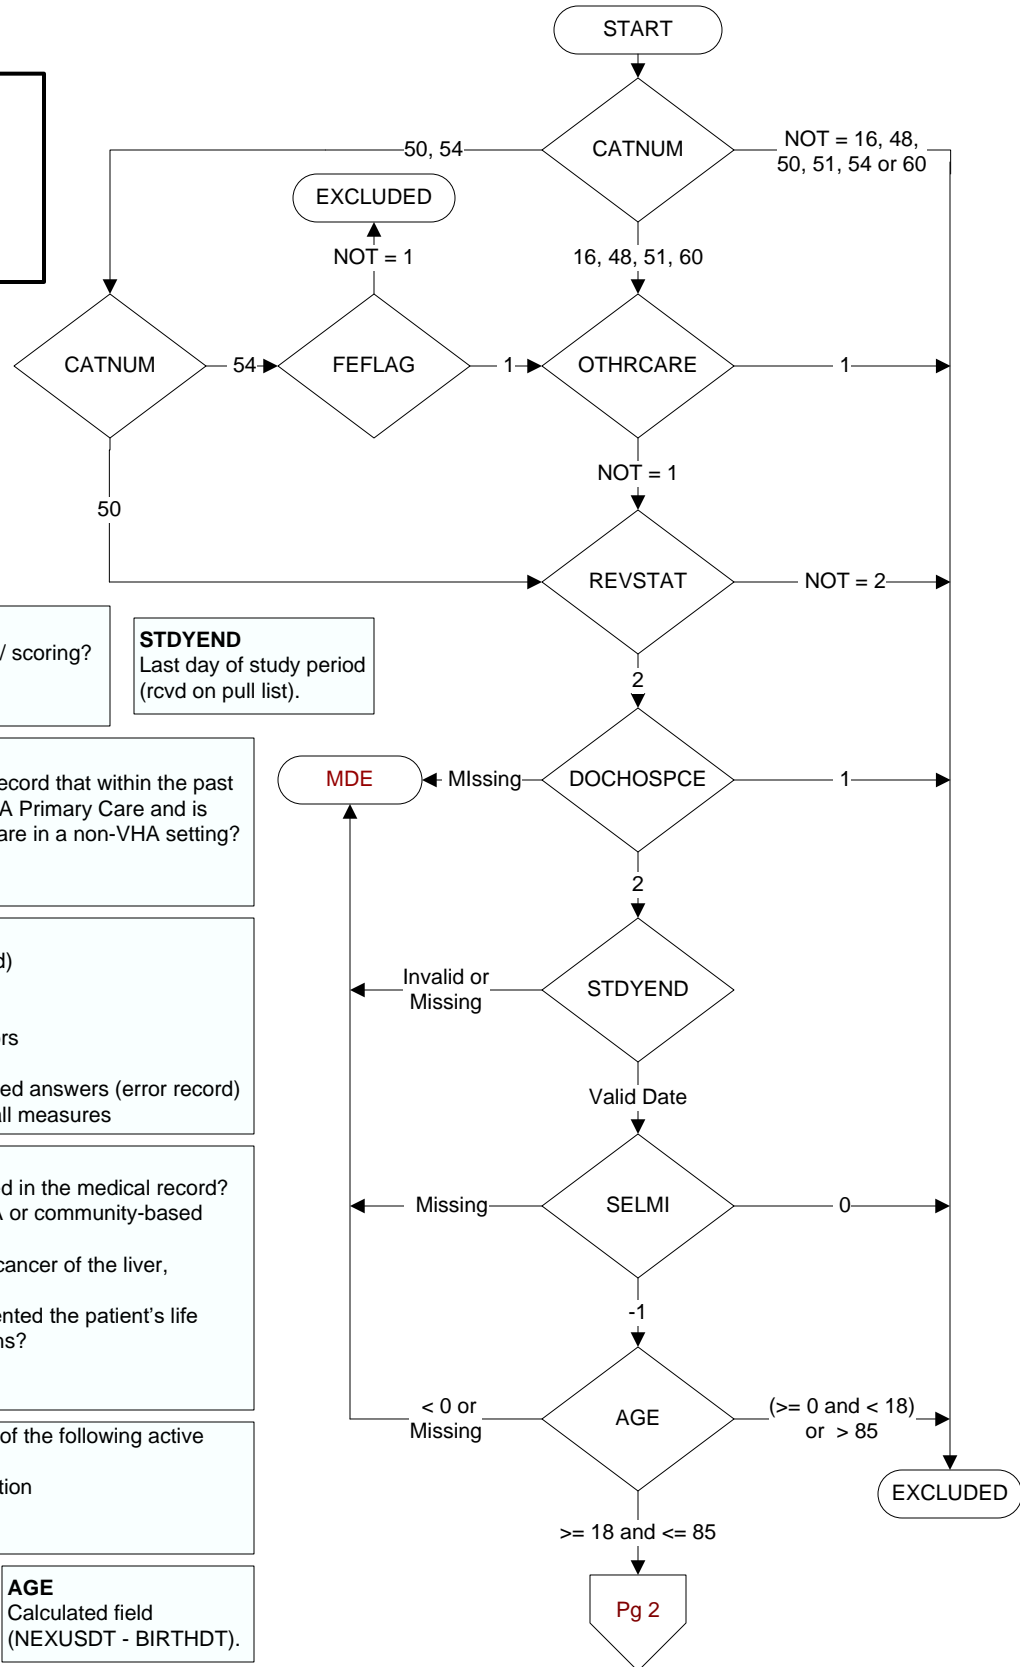 START
CATNUM
NOT = 16, 48,
50, 51, 54 or 60
50, 54
EXCLUDED
NOT = 1
16, 48, 51, 60
CATNUM
54
FEFLAG
1
OTHRCARE
1
NOT = 1
50
REVSTAT
NOT = 2
/ scoring?
STDYEND
Last day of study period
(rcvd on pull list).
2
ecord that within the past
A Primary Care and is
are in a non-VHA setting?
MDE
MIssing
DOCHOSPCE
1
2
d)
ors
ed answers (error record)
all measures
Invalid or
Missing
STDYEND
Valid Date
ed in the medical record?
A or community-based
cancer of the liver,
ented the patient's life
ns?
Missing
SELMI
0
-1
< 0 or
Missing
AGE
(>= 0 and < 18)
or > 85
of the following active
tion
EXCLUDED
>= 18 and <= 85
AGE
Calculated field
(NEXUSDT - BIRTHDT).
Pg 2